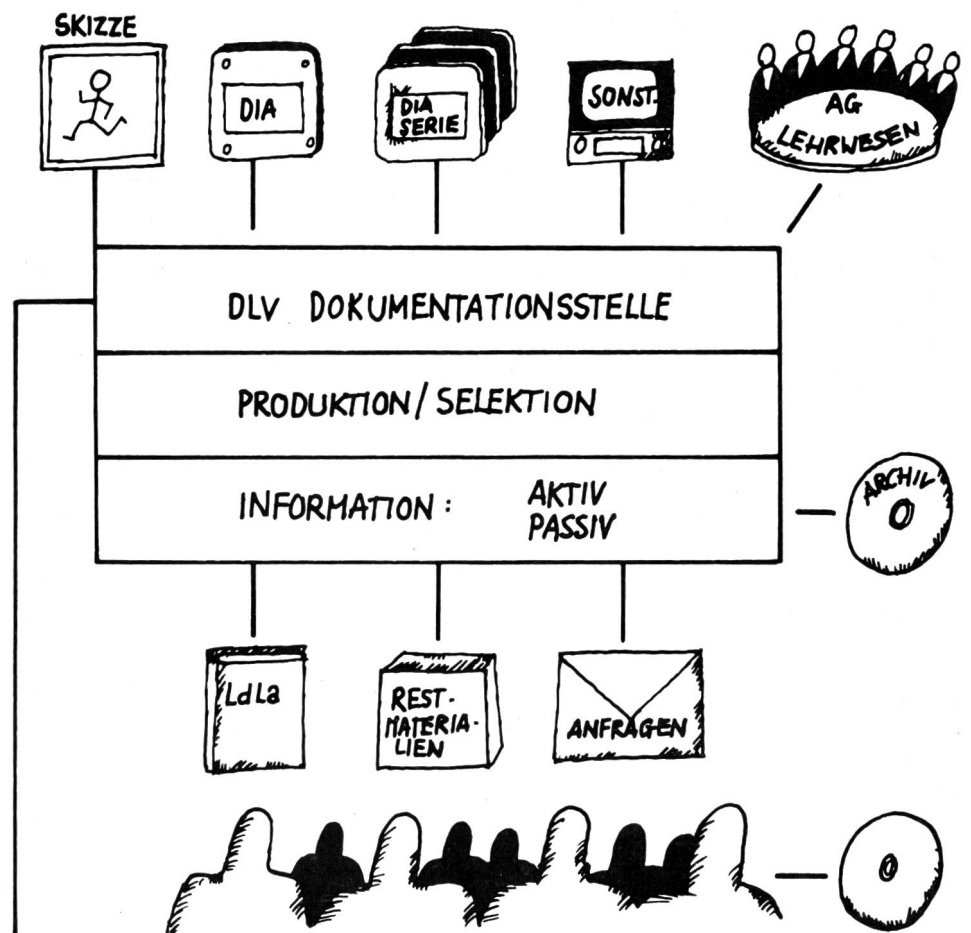 SKIZZE
DIA
DIA
SERIE
SONST.
AG
LEHRWESEN
DLV DOKUMENTATIONSSTELLE
PRODUKTION/SELEKTION
INFORMATION: AKTIV
PASSIV
ARCHIV
LdLa
REST-
MATERIA-
LIEN
ANFRAGEN